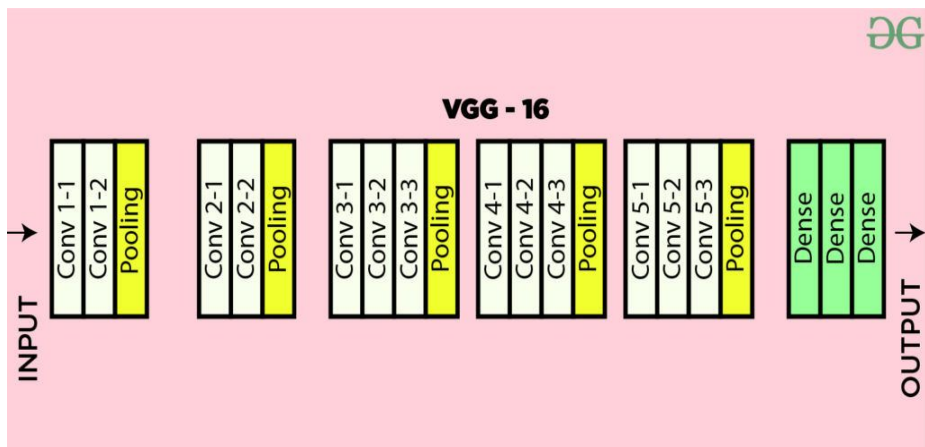 VGG - 16
INPUT
Conv 1-1
Conv 1-2
Pooling
Conv 2-1
Conv 2-2
Pooling
Conv 3-1
Conv 3-2
Conv 3-3
Pooling
Conv 4-1
Conv 4-2
Conv 4-3
Pooling
Conv 5-1
Conv 5-2
Conv 5-3
Pooling
Dense
Dense
Dense
OUTPUT